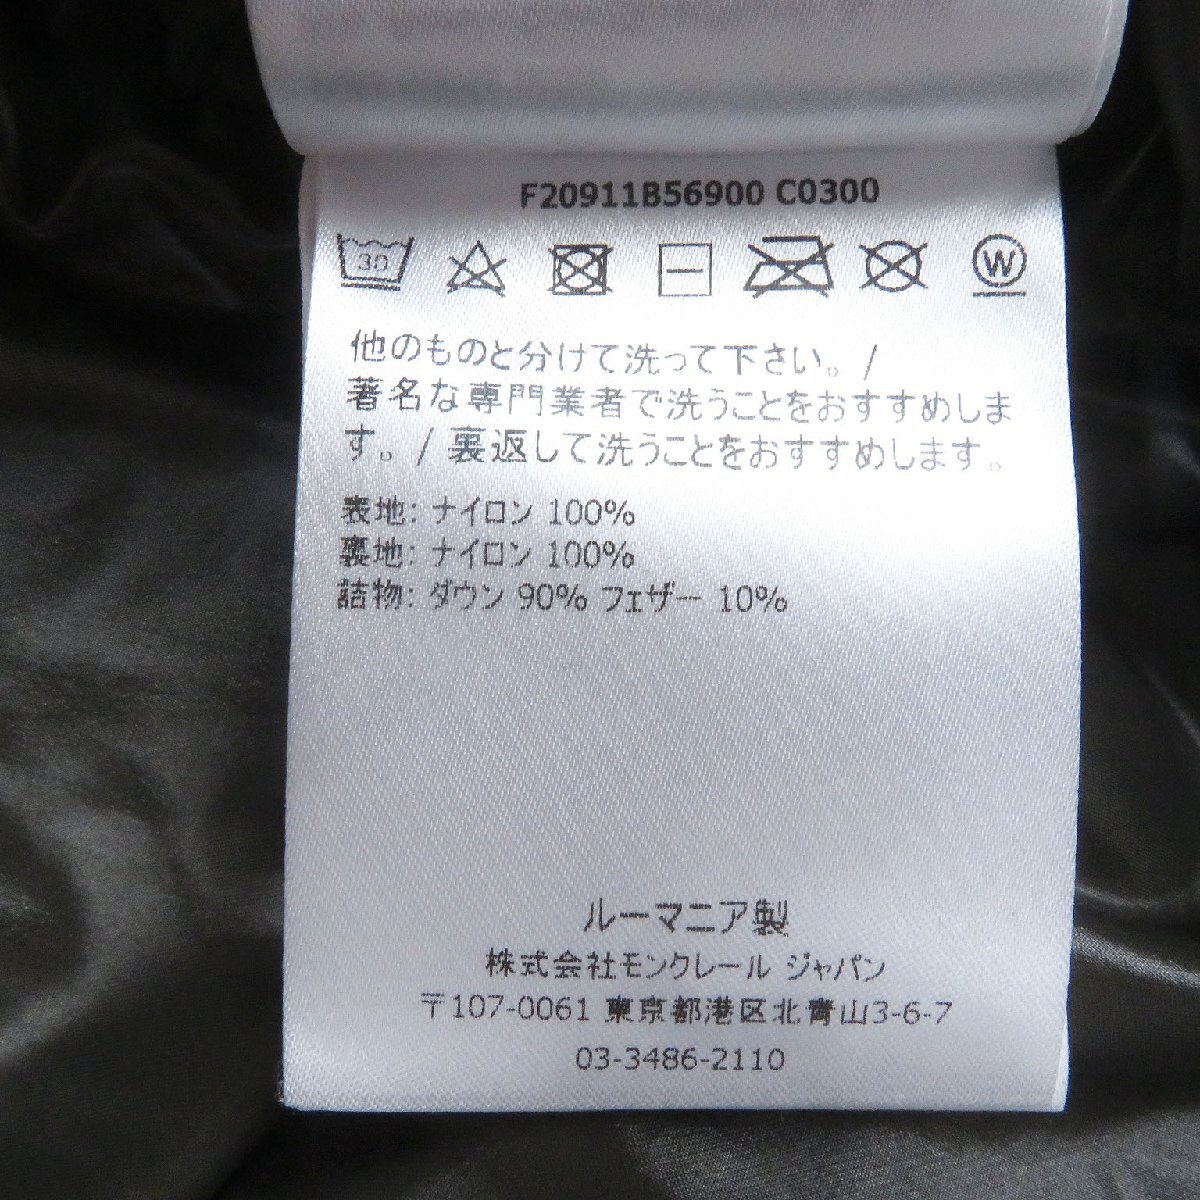 F20911B56900 C0300
30 W
他のものと分けて洗って下さい。/
著名な専門業者で洗うことをおすすめしま
す。/ 裏返して洗うことをおすすめします。
表地: ナイロン 100%
裏地: ナイロン 100%
詰物: ダウン 90% フェザー 10%
ルーマニア製
株式会社モンクレール ジャパン
〒107-0061 東京都港区北青山3-6-7
03-3486-2110